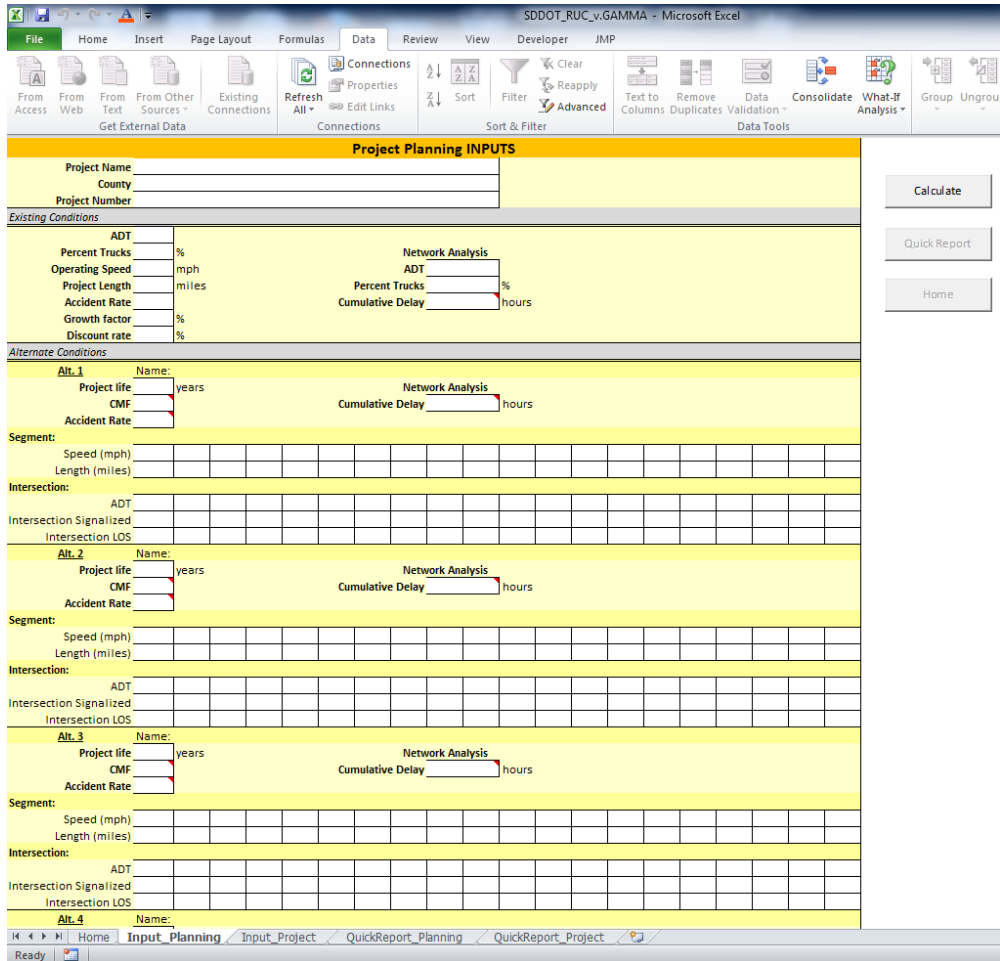 SDDOT_RUC_v.GAMMA - Microsoft Excel
File Home Insert Page Layout Formulas Data Review View Developer JMP
From Access From Web From Text From Other Sources Existing Connections Refresh All Connections Properties Edit Links Sort Filter Clear Reapply Advanced Text to Columns Remove Duplicates Data Validation Consolidate What-If Analysis Group Ungrou
Get External Data Connections Sort & Filter Data Tools
Project Planning INPUTS
Project Name
County
Project Number
Calculate
Existing Conditions
ADT
Quick Report
Percent Trucks % Network Analysis
Operating Speed mph ADT
Project Length miles Percent Trucks %
Home
Accident Rate Cumulative Delay hours
Growth factor %
Discount rate %
Alternate Conditions
Alt. 1 Name:
Project life years Network Analysis
CMF Cumulative Delay hours
Accident Rate
Segment:
Speed (mph)
Length (miles)
Intersection:
ADT
Intersection Signalized
Intersection LOS
Alt. 2 Name:
Project life years Network Analysis
CMF Cumulative Delay hours
Accident Rate
Segment:
Speed (mph)
Length (miles)
Intersection:
ADT
Intersection Signalized
Intersection LOS
Alt. 3 Name:
Project life years Network Analysis
CMF Cumulative Delay hours
Accident Rate
Segment:
Speed (mph)
Length (miles)
Intersection:
ADT
Intersection Signalized
Intersection LOS
Alt. 4 Name:
Home Input_Planning Input_Project QuickReport_Planning QuickReport_Project
Ready